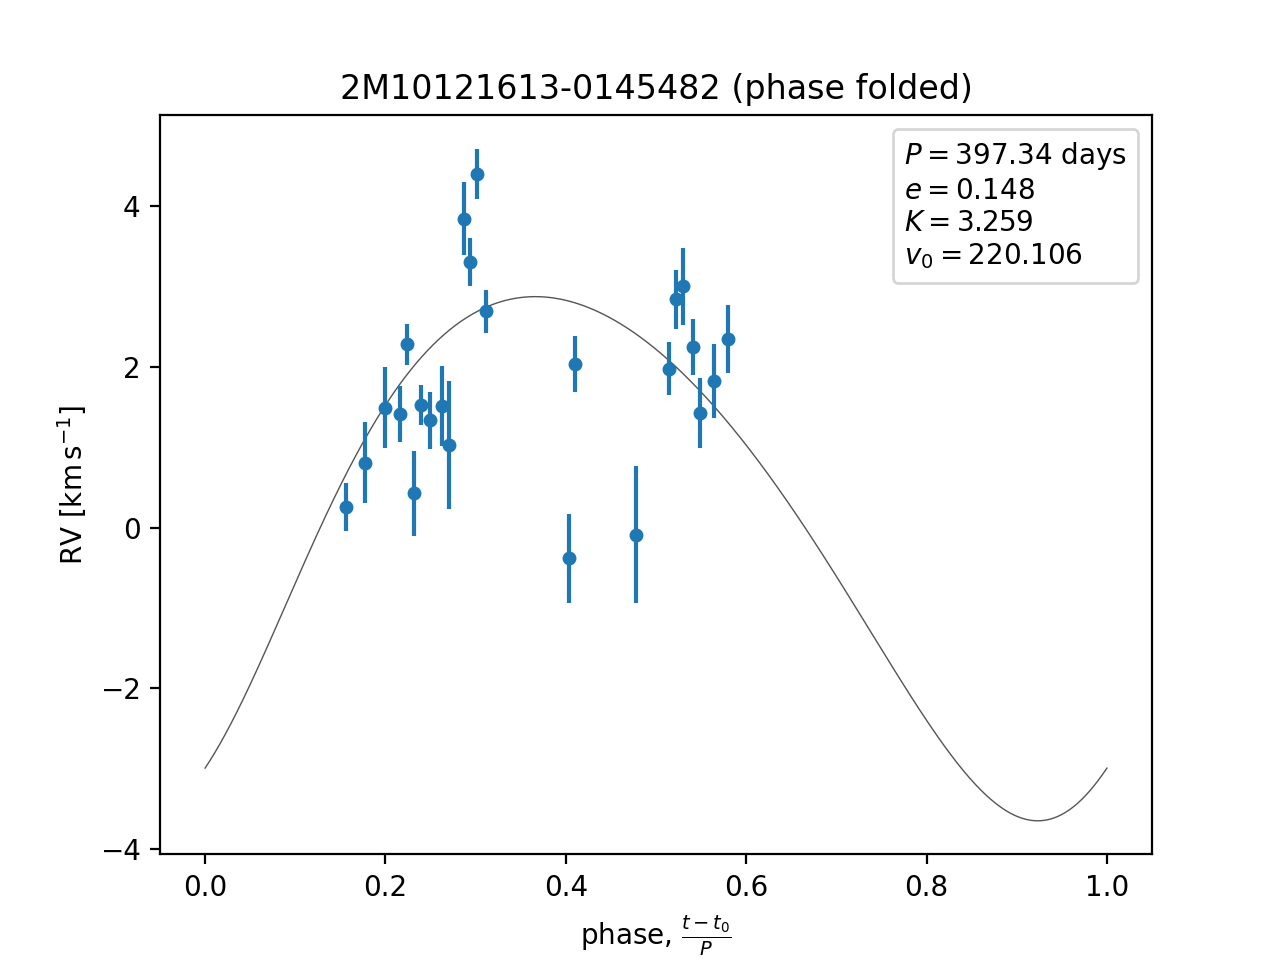 2M10121613-0145482 (phase folded)
P = 397.34 days
e = 0.148
K = 3.259
v₀ = 220.106
4
2
0
−2
−4
RV [km s⁻¹]
0.0 0.2 0.4 0.6 0.8 1.0
phase, (t − t₀)/P